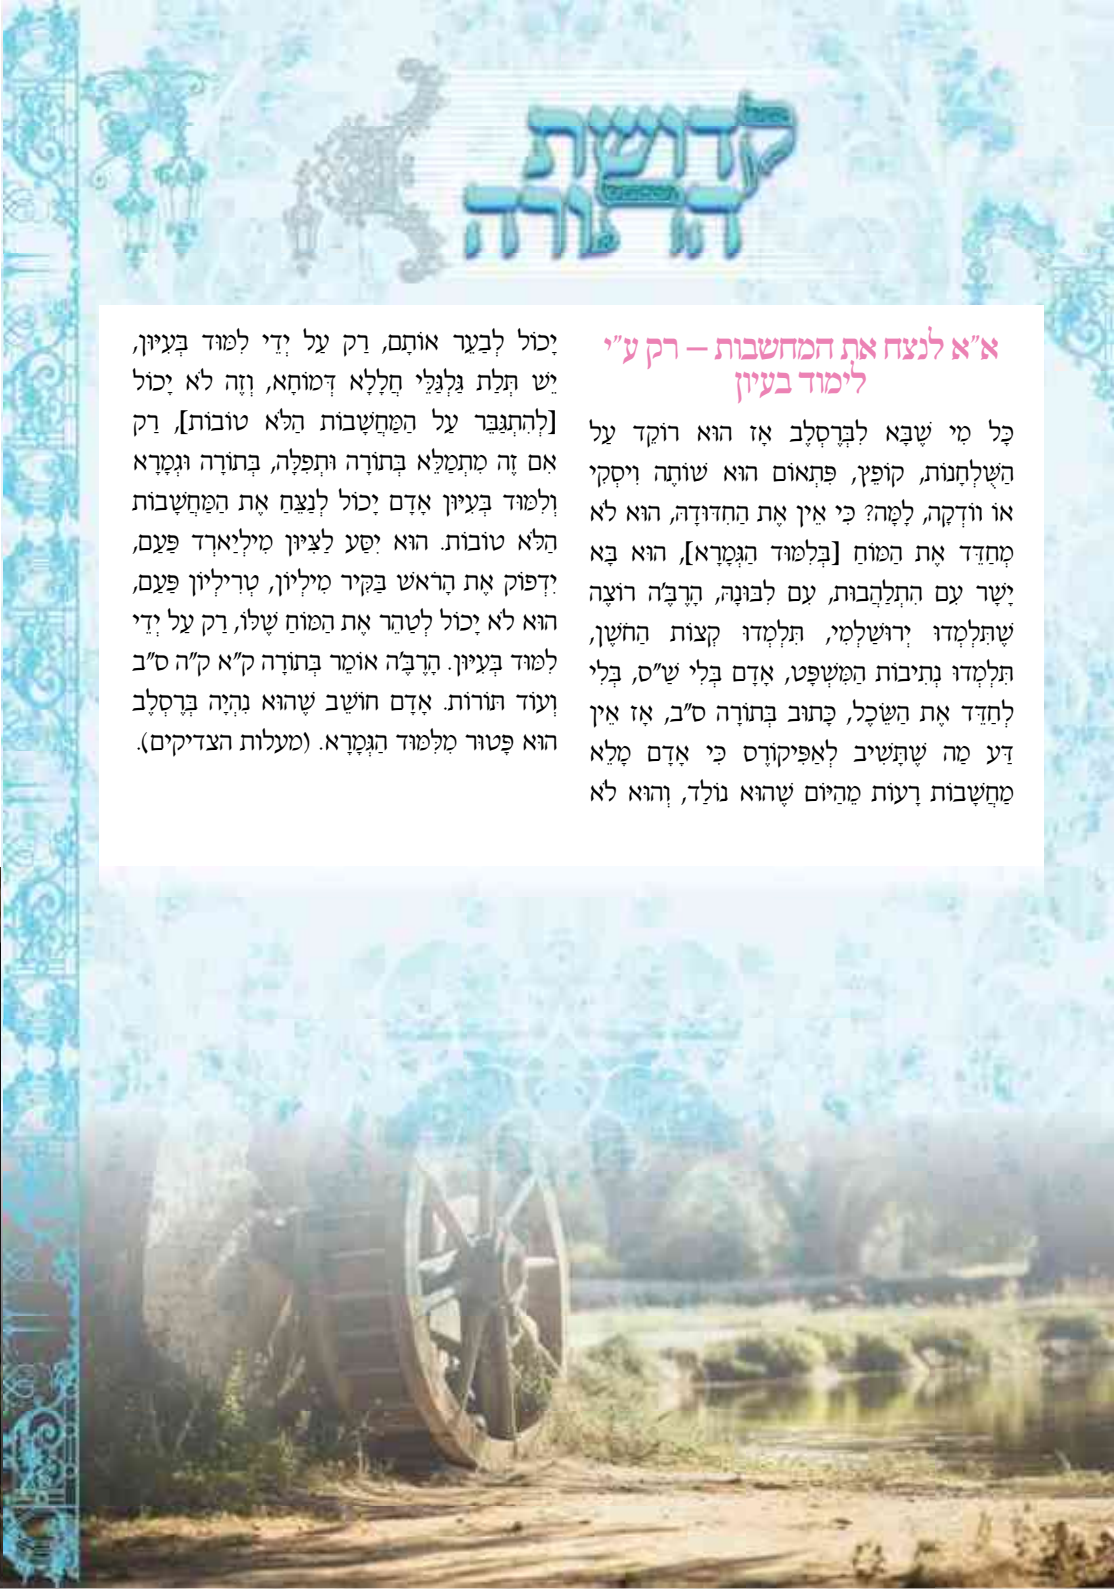 קדושת
התורה
א"א לנצח את המחשבות – רק ע"י
לימוד בעיון
כָּל מִי שֶׁבָּא לִבְּרֶסְלֶב אָז הוּא רוֹקֵד עַל
הַשֻּׁלְחָנוֹת, קוֹפֵץ, פִּתְאוֹם הוּא שׁוֹתֶה וִיסְקִי
אוֹ ווֹדְקָה, לָמָּה? כִּי אֵין אֶת הַחִדּוּדָהּ, הוּא לֹא
מְחַדֵּד אֶת הַמּוֹחַ [בְּלִמּוּד הַגְּמָרָא], הוּא בָּא
יָשָׁר עִם הִתְלַהֲבוּת, עִם לִבּוּנָהּ, הָרֶבֶּ'ה רוֹצֶה
שֶׁתִּלְמְדוּ יְרוּשַׁלְמִי, תִּלְמְדוּ קְצוֹת הַחֹשֶׁן,
תִּלְמְדוּ נְתִיבוֹת הַמִּשְׁפָּט, אָדָם בְּלִי שַׁ"ס, בְּלִי
לְחַדֵּד אֶת הַשֵּׂכֶל, כָּתוּב בְּתוֹרָה ס"ב, אָז אֵין
דַּע מַה שֶׁתָּשִׁיב לְאַפִּיקוֹרֶס כִּי אָדָם מָלֵא
מַחֲשָׁבוֹת רָעוֹת מֵהַיּוֹם שֶׁהוּא נוֹלַד, וְהוּא לֹא
יָכוֹל לְבַעֵר אוֹתָם, רַק עַל יְדֵי לִמּוּד בְּעִיּוּן,
יֵשׁ תְּלַת גַּלְגַּלֵּי חֲלָלָא דְּמוֹחָא, וְזֶה לֹא יָכוֹל
[לְהִתְגַּבֵּר עַל הַמַּחֲשָׁבוֹת הַלֹּא טוֹבוֹת], רַק
אִם זֶה מִתְמַלֵּא בְּתוֹרָה וּתְפִלָּה, בְּתוֹרָה וּגְמָרָא
וְלִמּוּד בְּעִיּוּן אָדָם יָכוֹל לְנַצֵּחַ אֶת הַמַּחֲשָׁבוֹת
הַלֹּא טוֹבוֹת. הוּא יִסַּע לַצִּיּוּן מִילְיַארְד פַּעַם,
יִדְפוֹק אֶת הָרֹאשׁ בַּקִּיר מִילְיוֹן, טְרִילְיוֹן פַּעַם,
הוּא לֹא יָכוֹל לְטַהֵר אֶת הַמּוֹחַ שֶׁלּוֹ, רַק עַל יְדֵי
לִמּוּד בְּעִיּוּן. הָרֶבֶּ'ה אוֹמֵר בְּתוֹרָה ק"א ק"ה ס"ב
וְעוֹד תּוֹרוֹת. אָדָם חוֹשֵׁב שֶׁהוּא נִהְיָה בְּרֶסְלֶב
הוּא פָּטוּר מִלִּמּוּד הַגְּמָרָא. (מעלות הצדיקים).